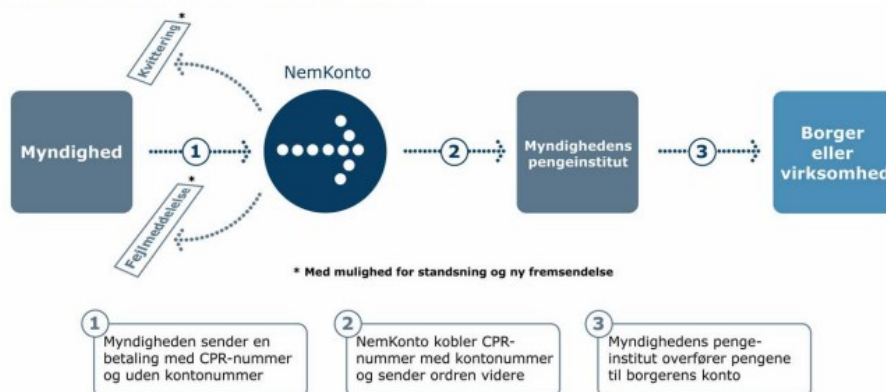 Kvittering*
NemKonto
Myndighed
1
2
Myndighedens
pengeinstitut
3
Borger
eller
virksomhed
Fejlmeddelelse*
* Med mulighed for standsning og ny fremsendelse
1
Myndigheden sender en
betaling med CPR-nummer
og uden kontonummer
2
NemKonto kobler CPR-
nummer med kontonummer
og sender ordren videre
3
Myndighedens penge-
institut overfører pengene
til borgerens konto